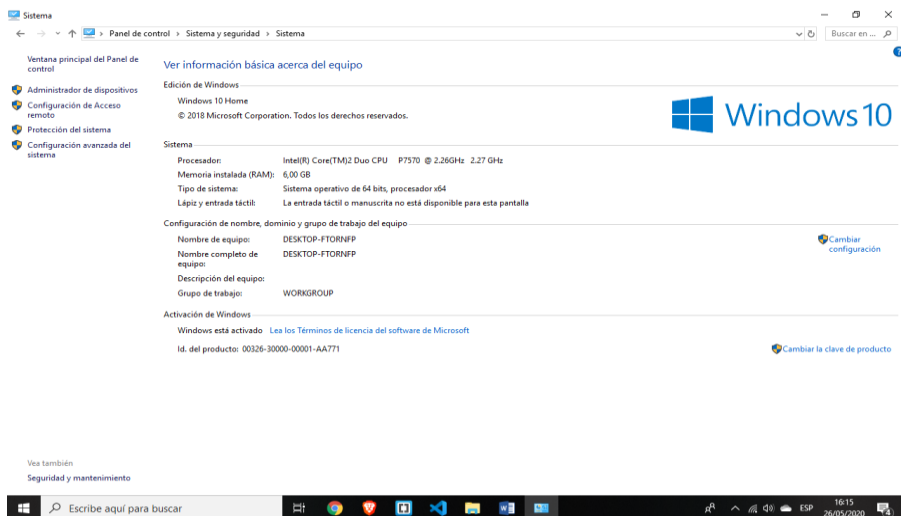 Sistema
Panel de control > Sistema y seguridad > Sistema
Buscar en ...
Ventana principal del Panel de
control
Administrador de dispositivos
Configuración de Acceso
remoto
Protección del sistema
Configuración avanzada del
sistema
Ver información básica acerca del equipo
Edición de Windows
Windows 10 Home
© 2018 Microsoft Corporation. Todos los derechos reservados.
Windows 10
Sistema
Procesador: Intel(R) Core(TM)2 Duo CPU P7570 @ 2.26GHz 2.27 GHz
Memoria instalada (RAM): 6,00 GB
Tipo de sistema: Sistema operativo de 64 bits, procesador x64
Lápiz y entrada táctil: La entrada táctil o manuscrita no está disponible para esta pantalla
Configuración de nombre, dominio y grupo de trabajo del equipo
Nombre de equipo: DESKTOP-FTORNFP
Cambiar
configuración
Nombre completo de
equipo: DESKTOP-FTORNFP
Descripción del equipo:
Grupo de trabajo: WORKGROUP
Activación de Windows
Windows está activado Lea los Términos de licencia del software de Microsoft
Id. del producto: 00326-30000-00001-AA771
Cambiar la clave de producto
Vea también
Seguridad y mantenimiento
Escribe aquí para buscar
ESP
16:15
26/05/2020
4